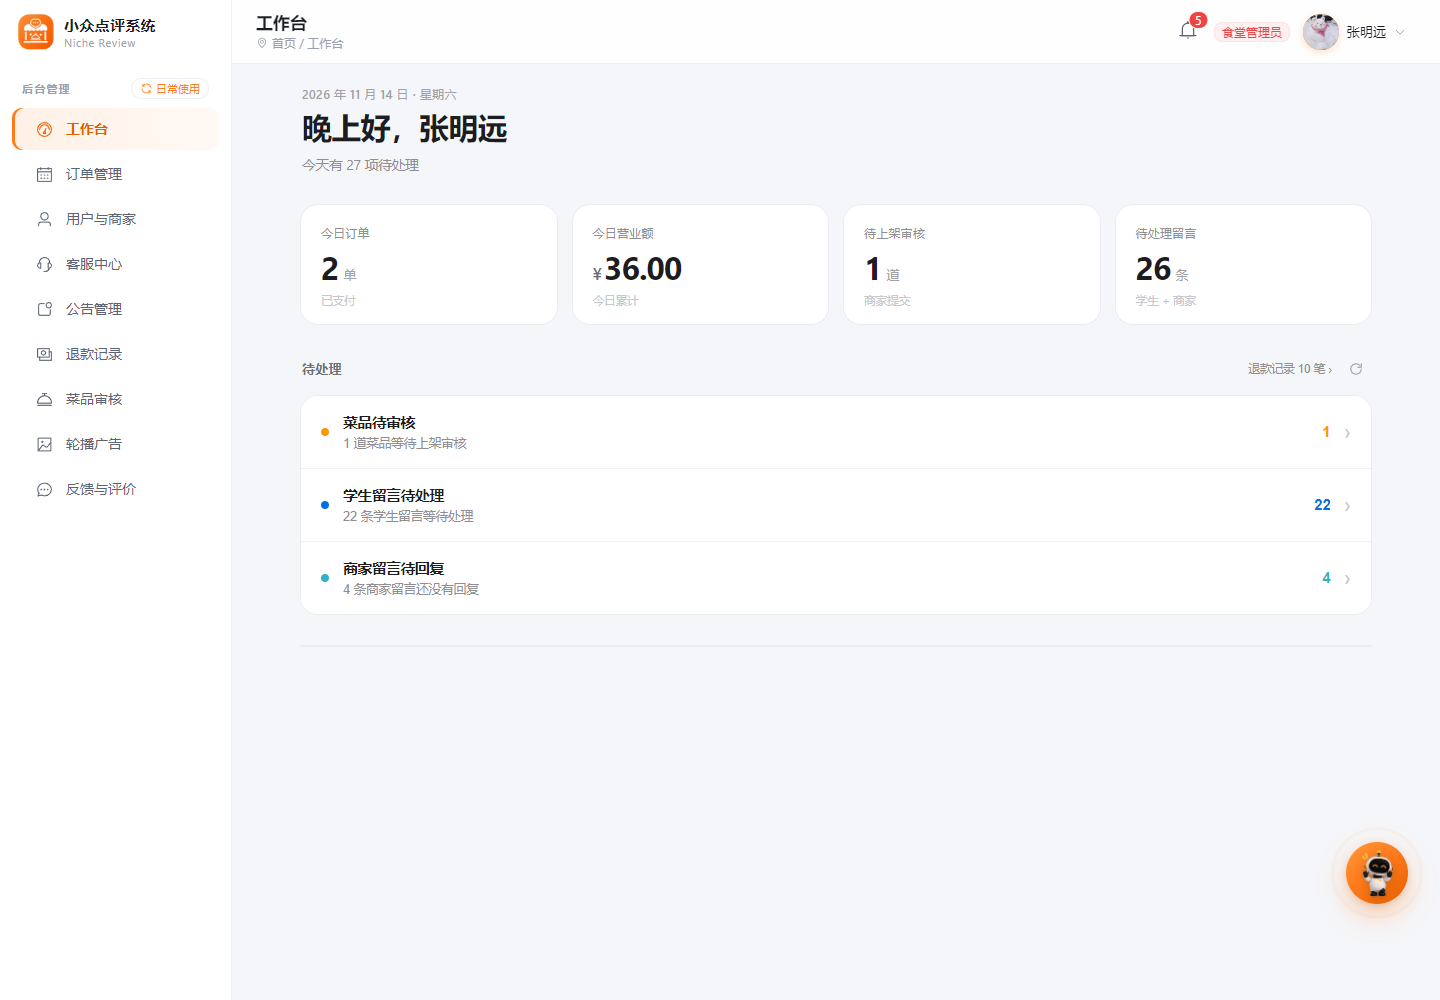 小众点评系统
Niche Review
后台管理
日常使用
工作台
订单管理
用户与商家
客服中心
公告管理
退款记录
菜品审核
轮播广告
反馈与评价
工作台
首页 / 工作台
5
食堂管理员
张明远
2026 年 11 月 14 日 · 星期六
晚上好，张明远
今天有 27 项待处理
今日订单
2 单
已支付
今日营业额
¥36.00
今日累计
待上架审核
1 道
商家提交
待处理留言
26 条
学生 + 商家
待处理
退款记录 10 笔 ›
菜品待审核
1 道菜品等待上架审核
1 ›
学生留言待处理
22 条学生留言等待处理
22 ›
商家留言待回复
4 条商家留言还没有回复
4 ›